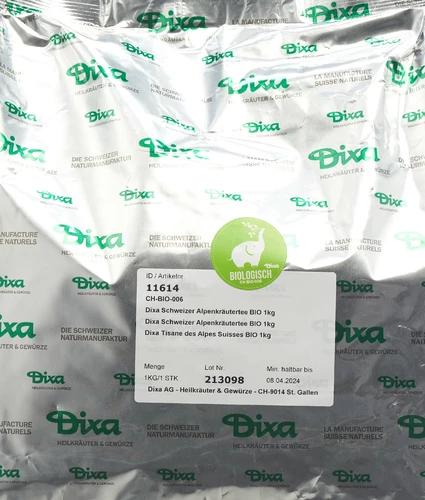 Dixa
HEILKRÄUTER & GEWÜRZE
LA MANUFACTURE
SUISSE NATURELS
DIE SCHWEIZER
NATURMANUFAKTUR
BIOLOGISCH
CH-BIO-006
ID / Artikelnr.
11614
CH-BIO-006
Dixa Schweizer Alpenkräutertee BIO 1kg
Dixa Schweizer Alpenkräutertee BIO 1kg
Dixa Tisane des Alpes Suisses BIO 1kg
Menge Lot Nr. Min. haltbar bis
1KG/1 STK 213098 08.04.2024
Dixa AG - Heilkräuter & Gewürze - CH-9014 St. Gallen